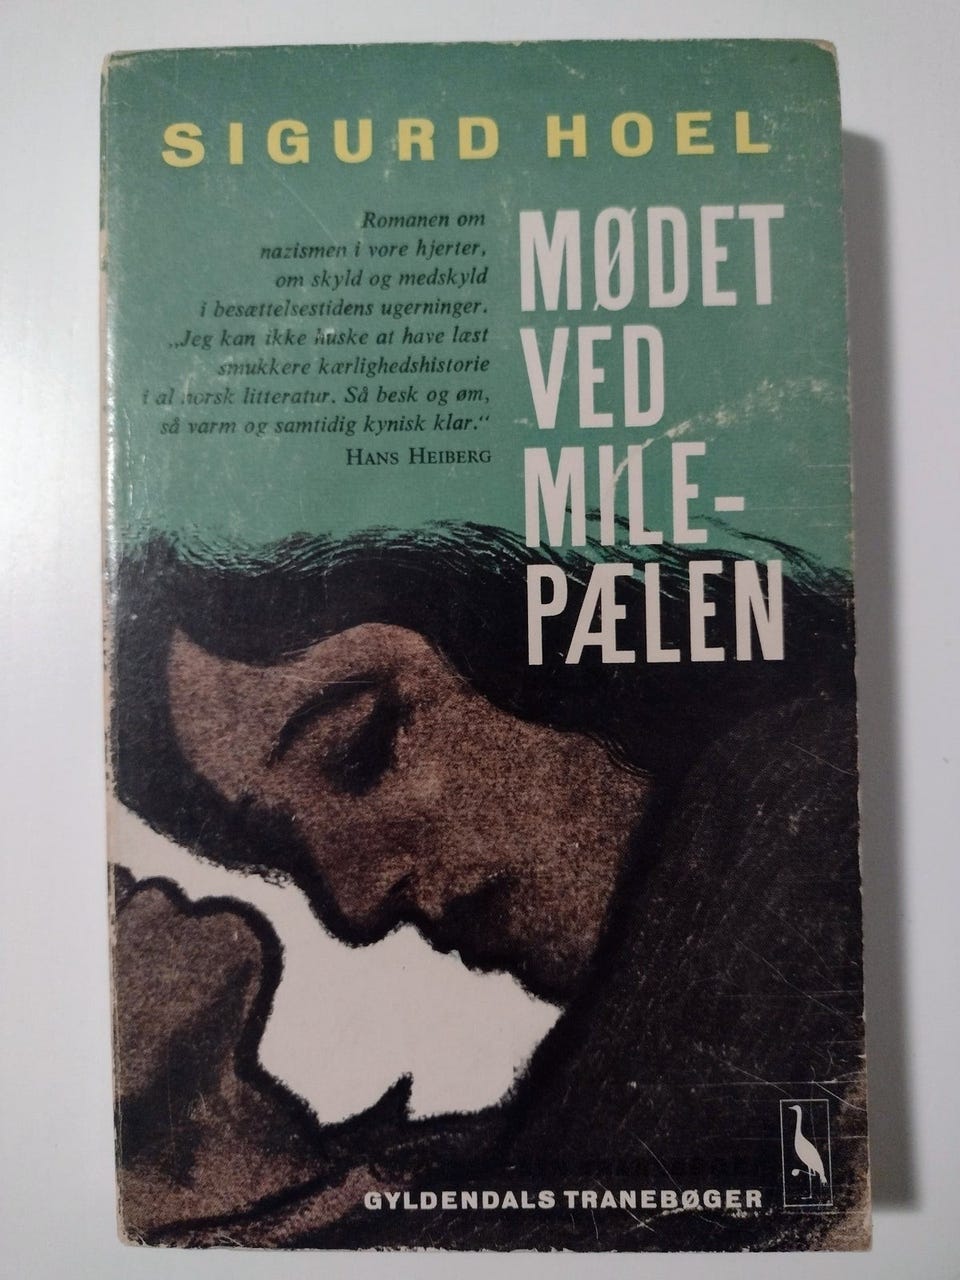 SIGURD HOEL
Romanen om
nazismen i vore hjerter,
om skyld og medskyld
i besættelsestidens ugerninger.
„Jeg kan ikke huske at have læst
smukkere kærlighedshistorie
i al norsk litteratur. Så besk og øm,
så varm og samtidig kynisk klar.“
HANS HEIBERG
MØDET
VED
MILE-
PÆLEN
GYLDENDALS TRANEBØGER